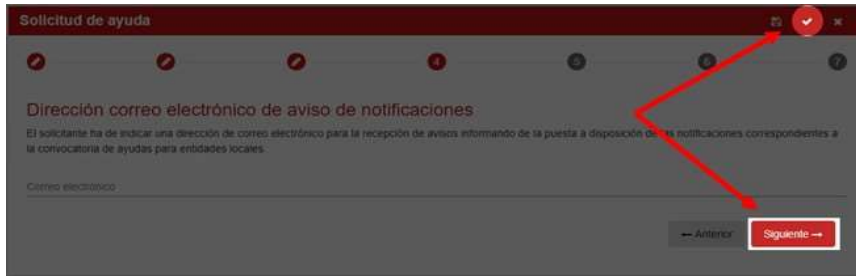 Solicitud de ayuda
4 5 6 7
Dirección correo electrónico de aviso de notificaciones
El solicitante ha de indicar una dirección de correo electrónico para la recepción de avisos informando de la puesta a disposición de las notificaciones correspondientes a
la convocatoria de ayudas para entidades locales.
Correo electrónico
← Anterior Siguiente →